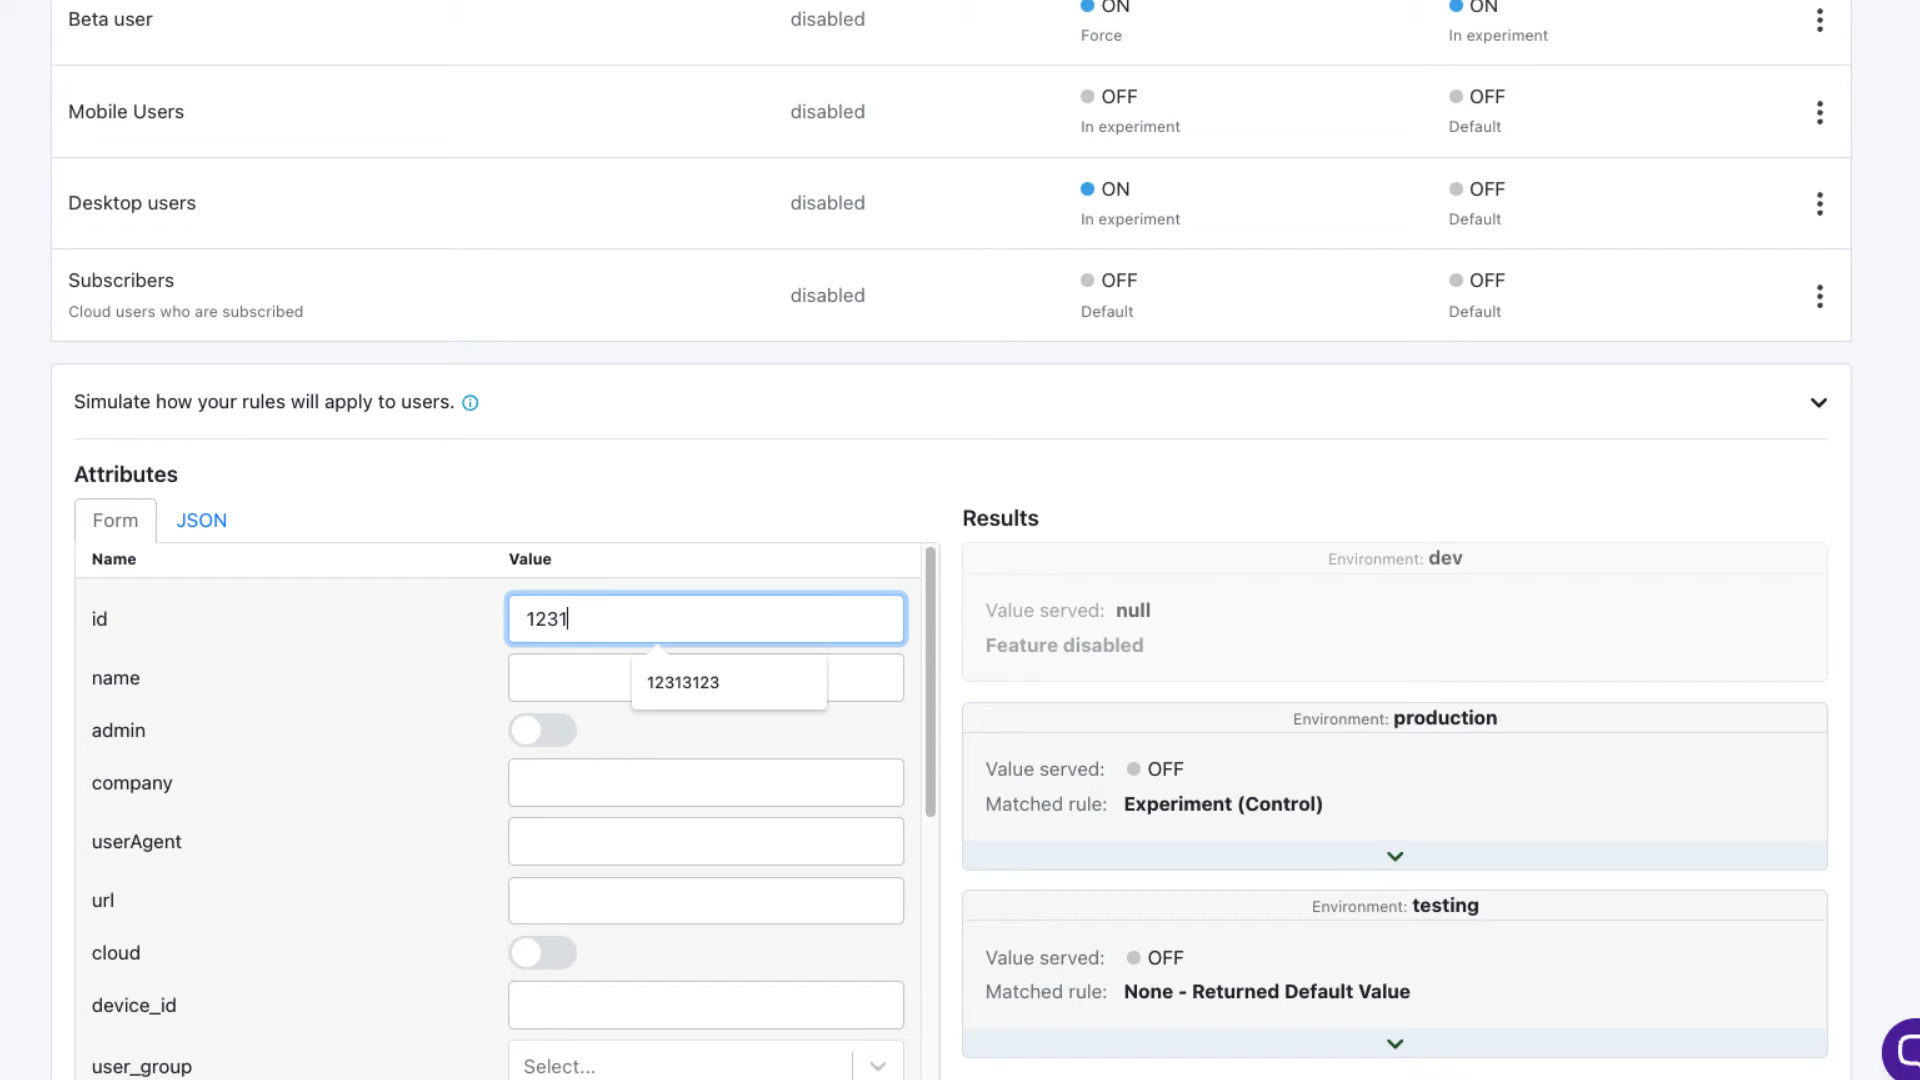 Beta user disabled ON ON
Force In experiment
Mobile Users disabled OFF OFF
In experiment Default
Desktop users disabled ON OFF
In experiment Default
Subscribers disabled OFF OFF
Cloud users who are subscribed Default Default
Simulate how your rules will apply to users.
Attributes
Form JSON
Name Value
id 1231
12313123
name
admin
company
userAgent
url
cloud
device_id
user_group Select...
Results
Environment: dev
Value served: null
Feature disabled
Environment: production
Value served: OFF
Matched rule: Experiment (Control)
Environment: testing
Value served: OFF
Matched rule: None - Returned Default Value